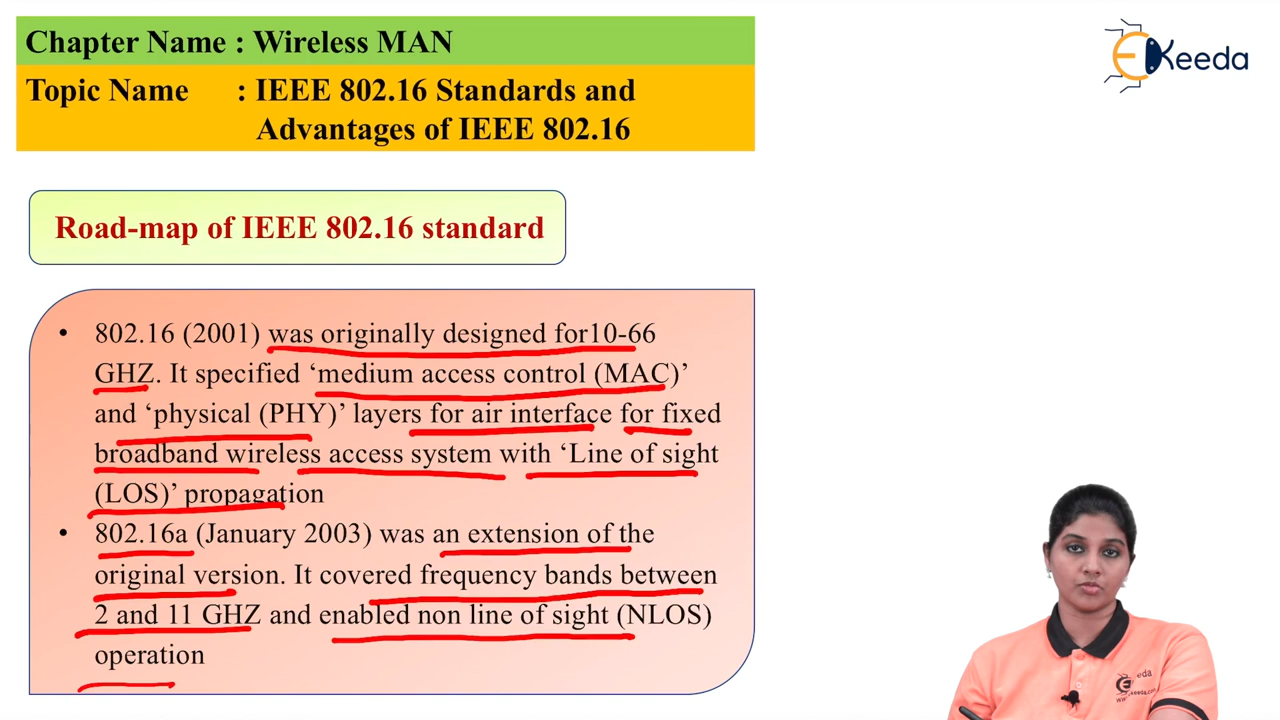 Chapter Name : Wireless MAN
Keeda
Topic Name : IEEE 802.16 Standards and
Advantages of IEEE 802.16
Road-map of IEEE 802.16 standard
• 802.16 (2001) was originally designed for10-66
GHZ. It specified ‘medium access control (MAC)’
and ‘physical (PHY)’ layers for air interface for fixed
broadband wireless access system with ‘Line of sight
(LOS)’ propagation
• 802.16a (January 2003) was an extension of the
original version. It covered frequency bands between
2 and 11 GHZ and enabled non line of sight (NLOS)
operation